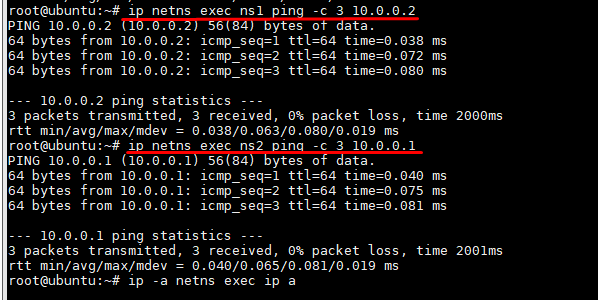 root@ubuntu:~# ip netns exec ns1 ping -c 3 10.0.0.2
PING 10.0.0.2 (10.0.0.2) 56(84) bytes of data.
64 bytes from 10.0.0.2: icmp_seq=1 ttl=64 time=0.038 ms
64 bytes from 10.0.0.2: icmp_seq=2 ttl=64 time=0.072 ms
64 bytes from 10.0.0.2: icmp_seq=3 ttl=64 time=0.080 ms
--- 10.0.0.2 ping statistics ---
3 packets transmitted, 3 received, 0% packet loss, time 2000ms
rtt min/avg/max/mdev = 0.038/0.063/0.080/0.019 ms
root@ubuntu:~# ip netns exec ns2 ping -c 3 10.0.0.1
PING 10.0.0.1 (10.0.0.1) 56(84) bytes of data.
64 bytes from 10.0.0.1: icmp_seq=1 ttl=64 time=0.040 ms
64 bytes from 10.0.0.1: icmp_seq=2 ttl=64 time=0.075 ms
64 bytes from 10.0.0.1: icmp_seq=3 ttl=64 time=0.081 ms
--- 10.0.0.1 ping statistics ---
3 packets transmitted, 3 received, 0% packet loss, time 2001ms
rtt min/avg/max/mdev = 0.040/0.065/0.081/0.019 ms
root@ubuntu:~# ip -a netns exec ip a